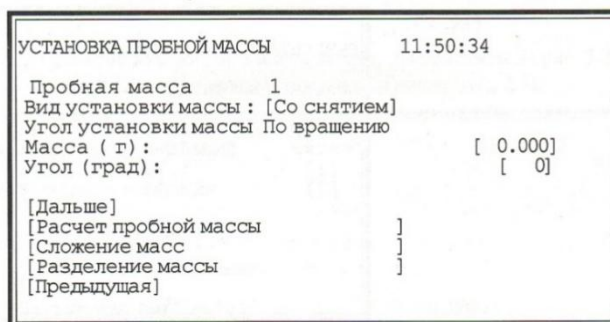 УСТАНОВКА ПРОБНОЙ МАССЫ 11:50:34
Пробная масса 1
Вид установки массы : [Со снятием]
Угол установки массы По вращению
Масса ( г) : [ 0.000]
Угол (град) : [ 0]
[Дальше]
[Расчет пробной массы ]
[Сложение масс ]
[Разделение массы ]
[Предыдущая]